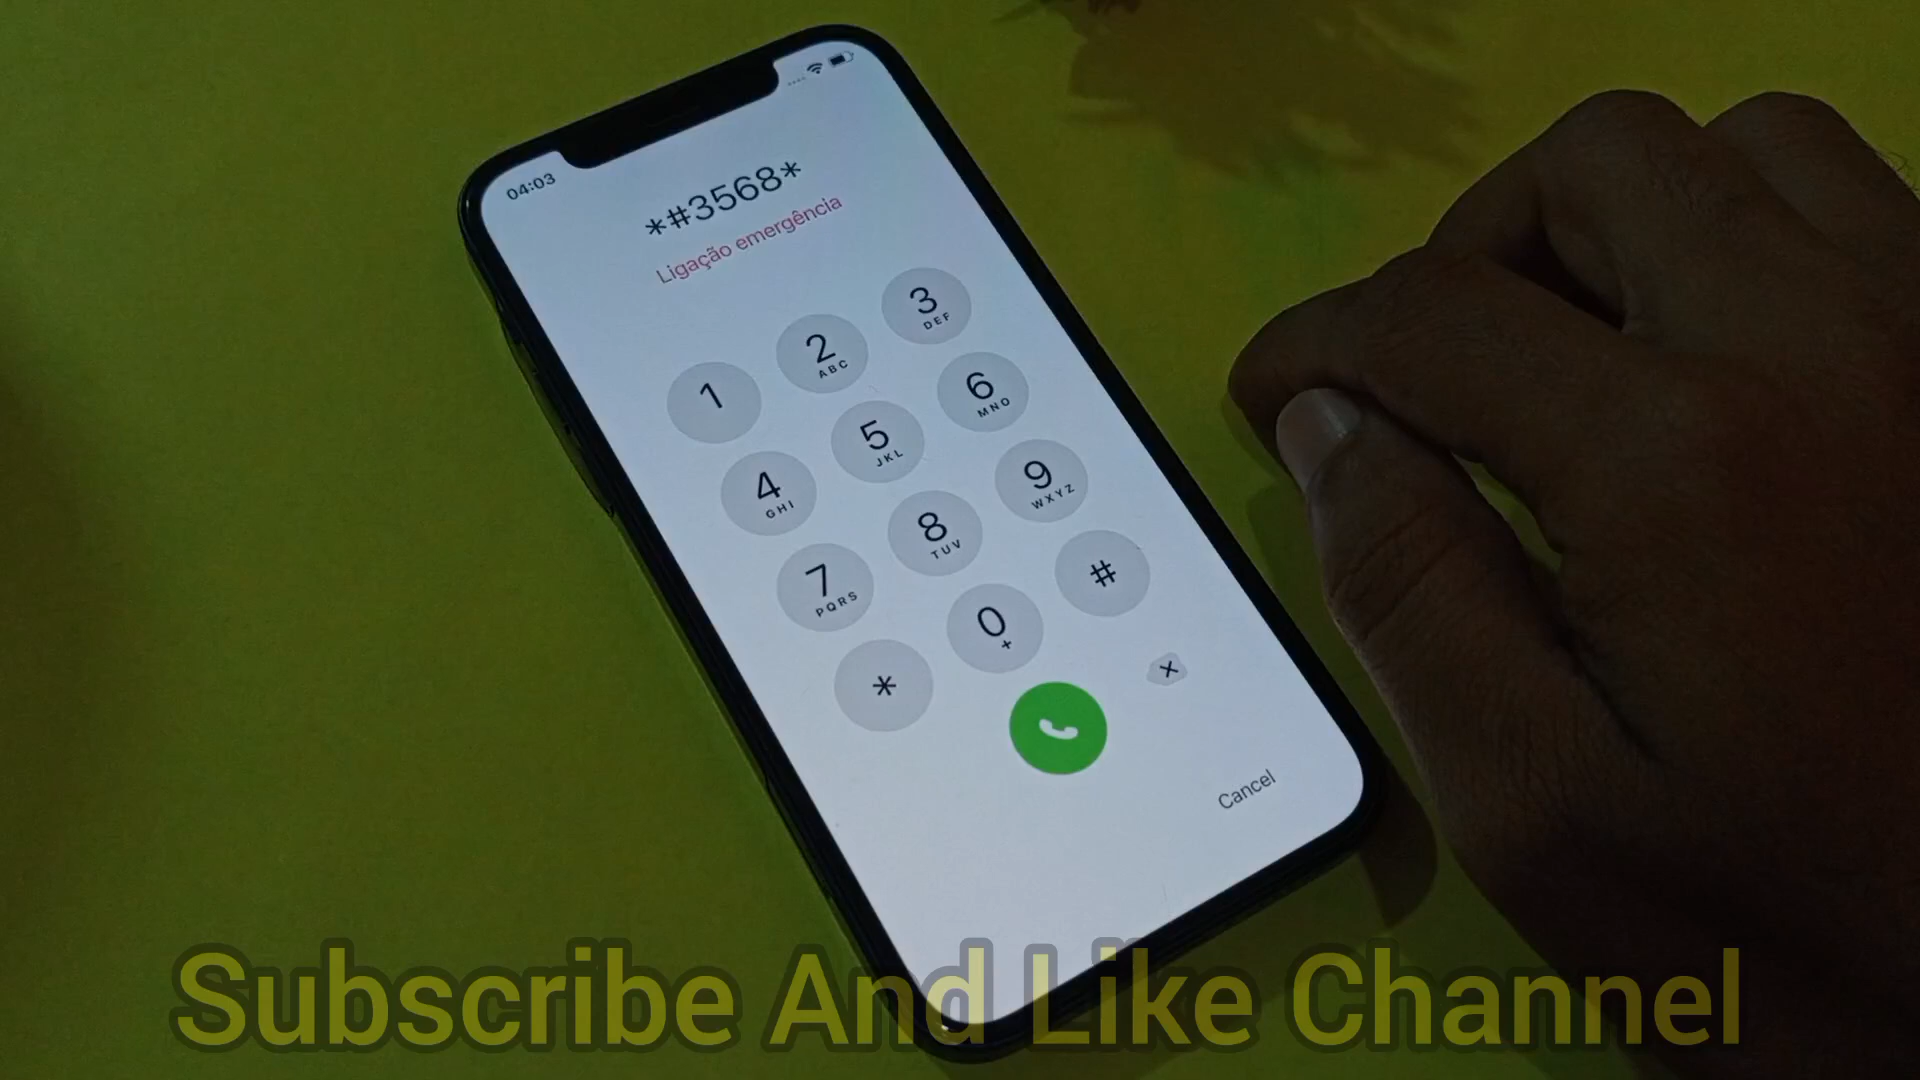 04:03
*#3568*
Ligação emergência
1
2
ABC
3
DEF
4
GHI
5
JKL
6
MNO
7
PQRS
8
TUV
9
WXYZ
*
0
+
#
Cancel
Subscribe And Like Channel